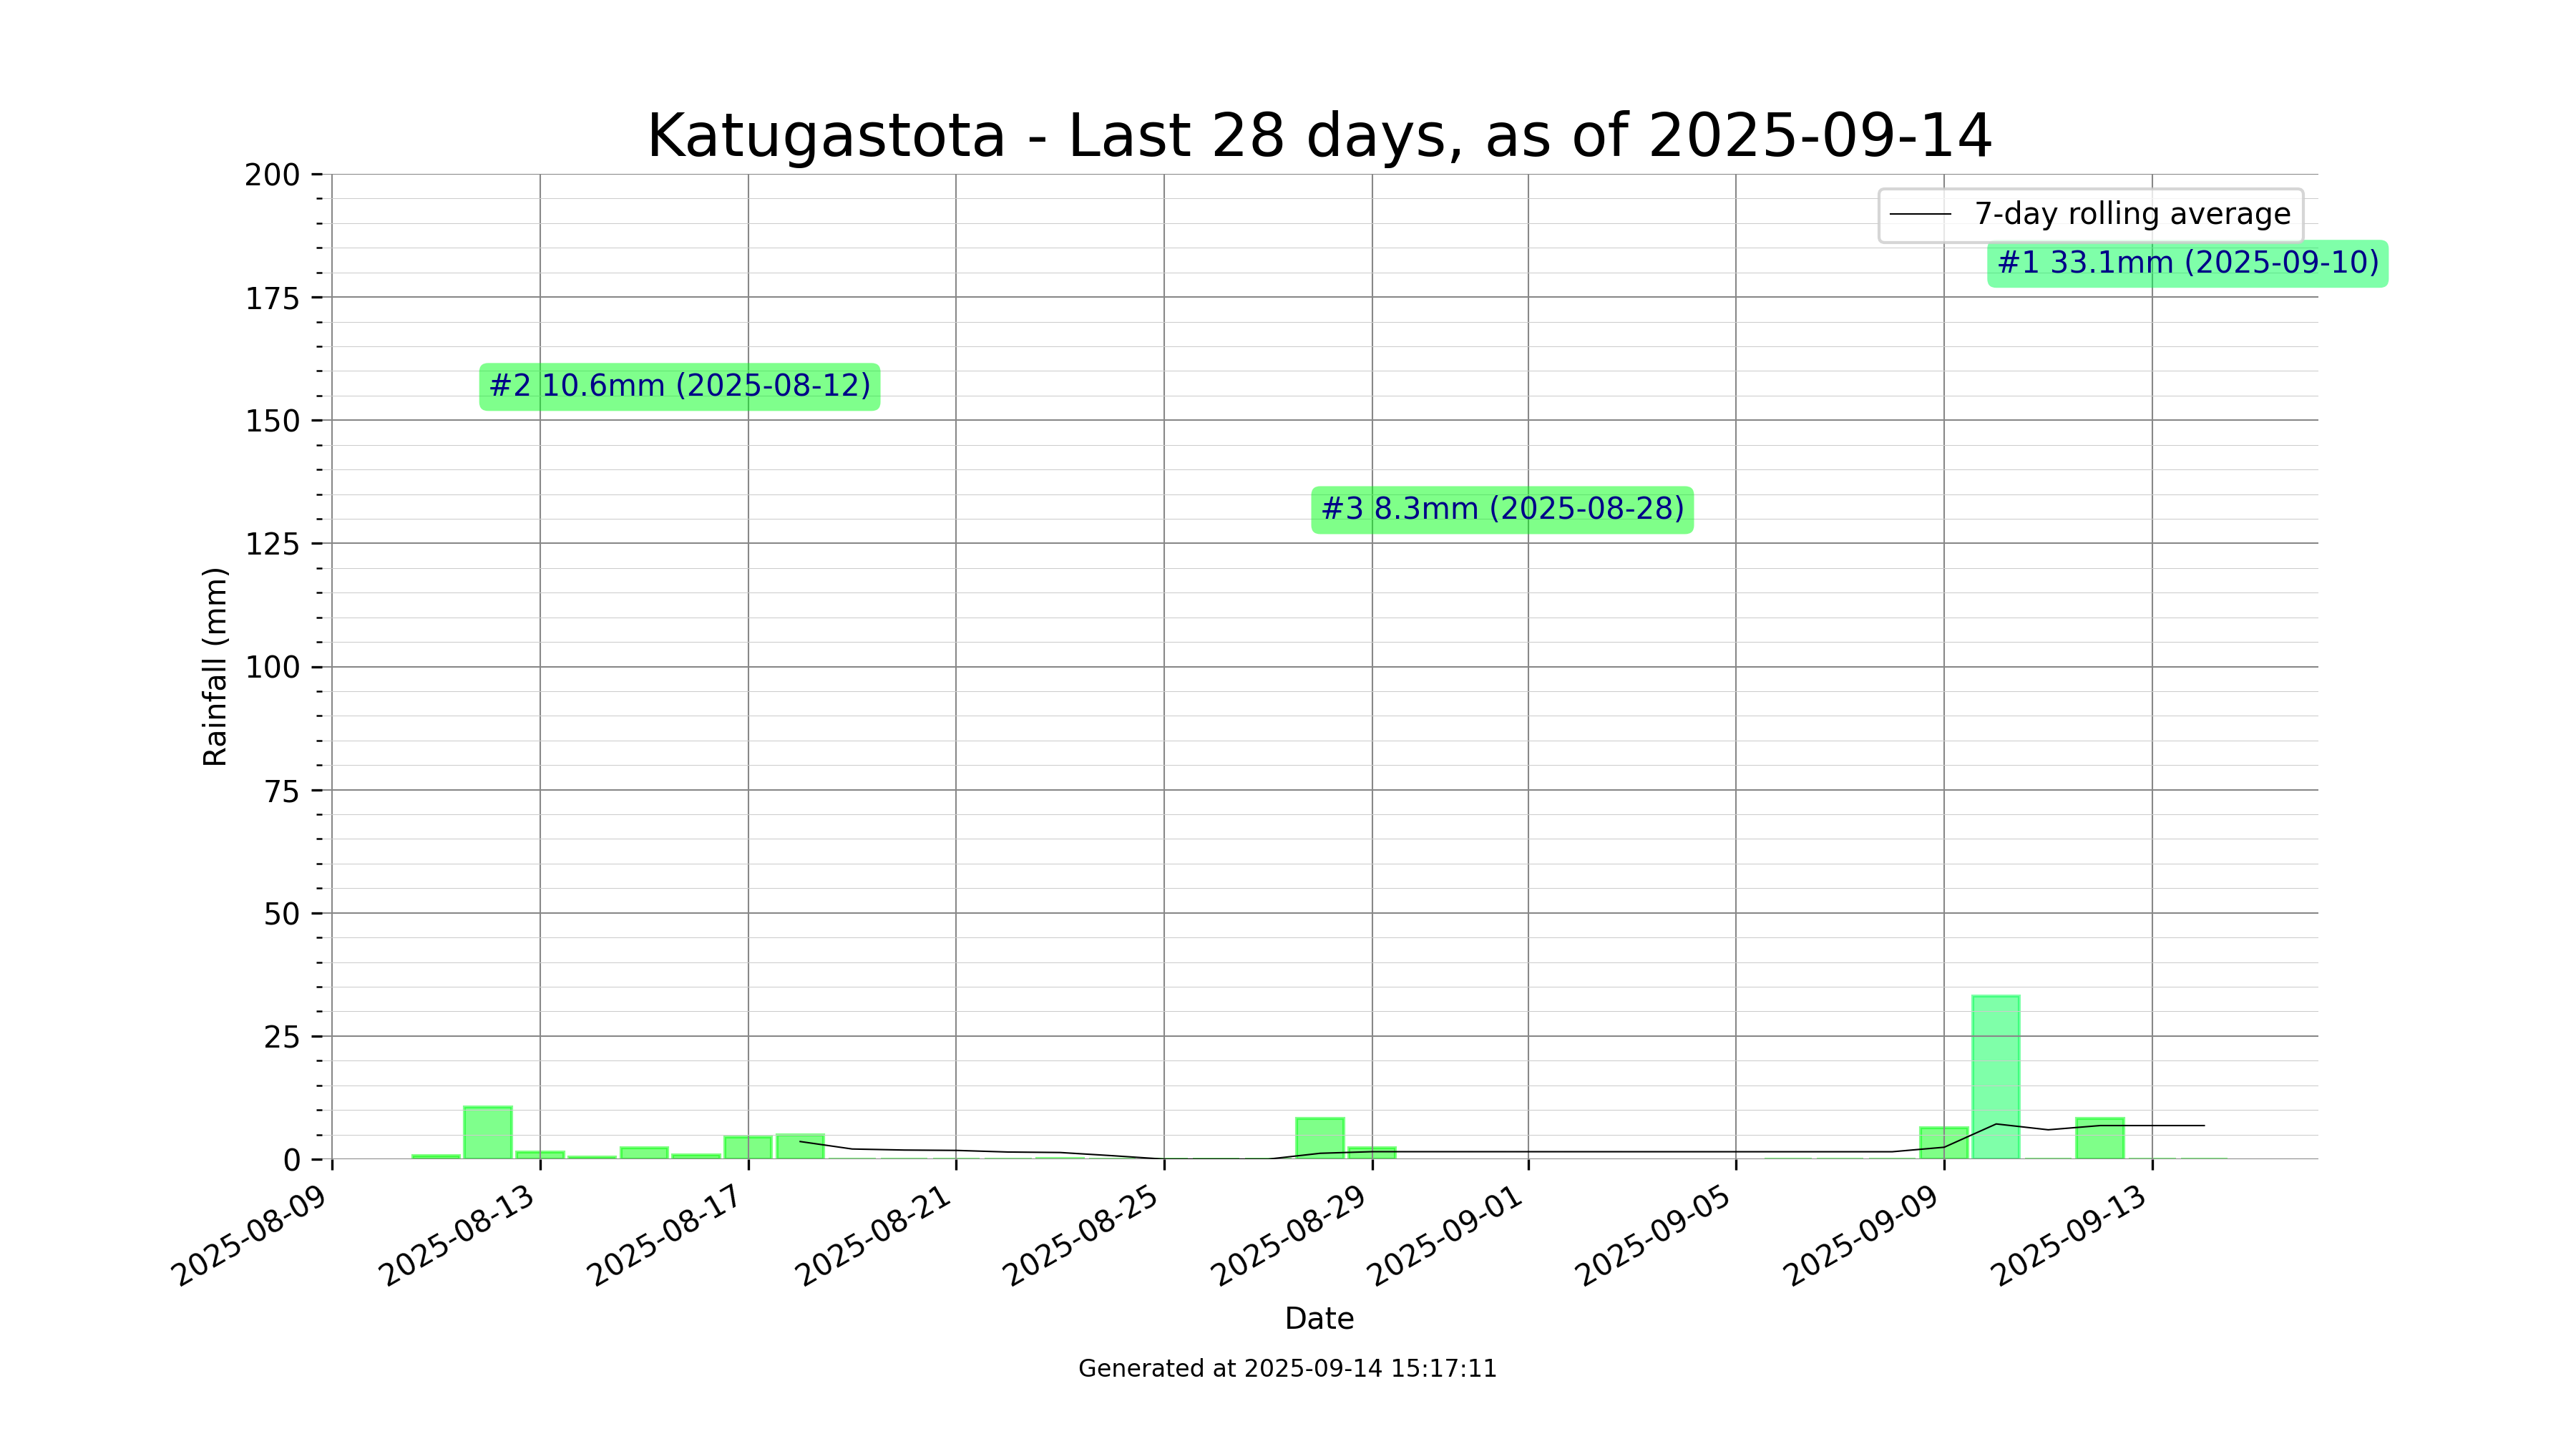 Katugastota - Last 28 days, as of 2025-09-14
200
175
150
125
100
75
50
25
0
Rainfall (mm)
7-day rolling average
#1 33.1mm (2025-09-10)
#2 10.6mm (2025-08-12)
#3 8.3mm (2025-08-28)
2025-08-09
2025-08-13
2025-08-17
2025-08-21
2025-08-25
2025-08-29
2025-09-01
2025-09-05
2025-09-09
2025-09-13
Date
Generated at 2025-09-14 15:17:11